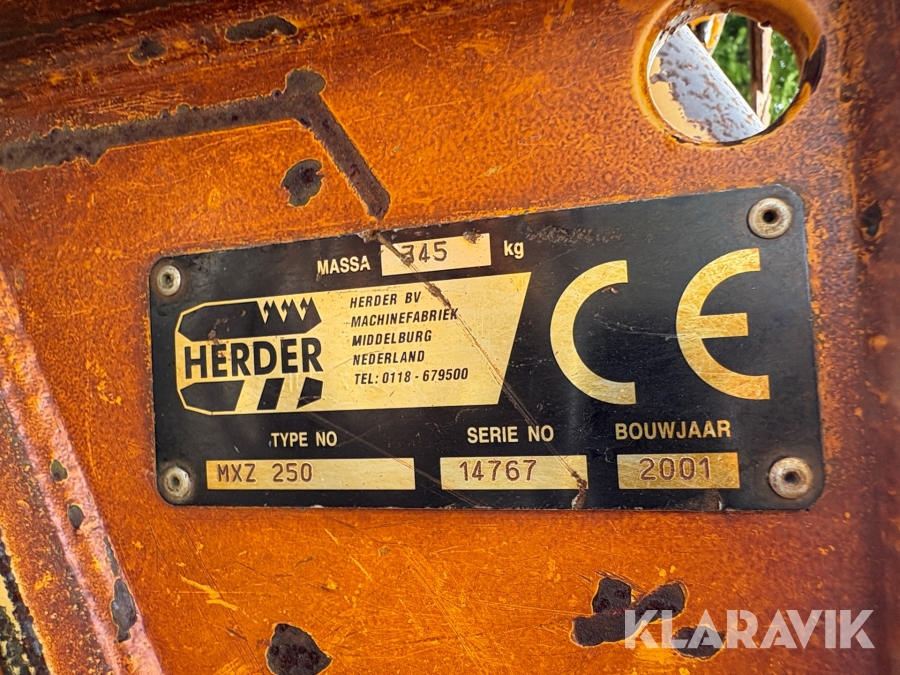 MASSA 345 kg
HERDER
HERDER BV
MACHINEFABRIEK
MIDDELBURG
NEDERLAND
TEL: 0118 - 679500
CE
TYPE NO SERIE NO BOUWJAAR
MXZ 250 14767 2001
KLARAVIK